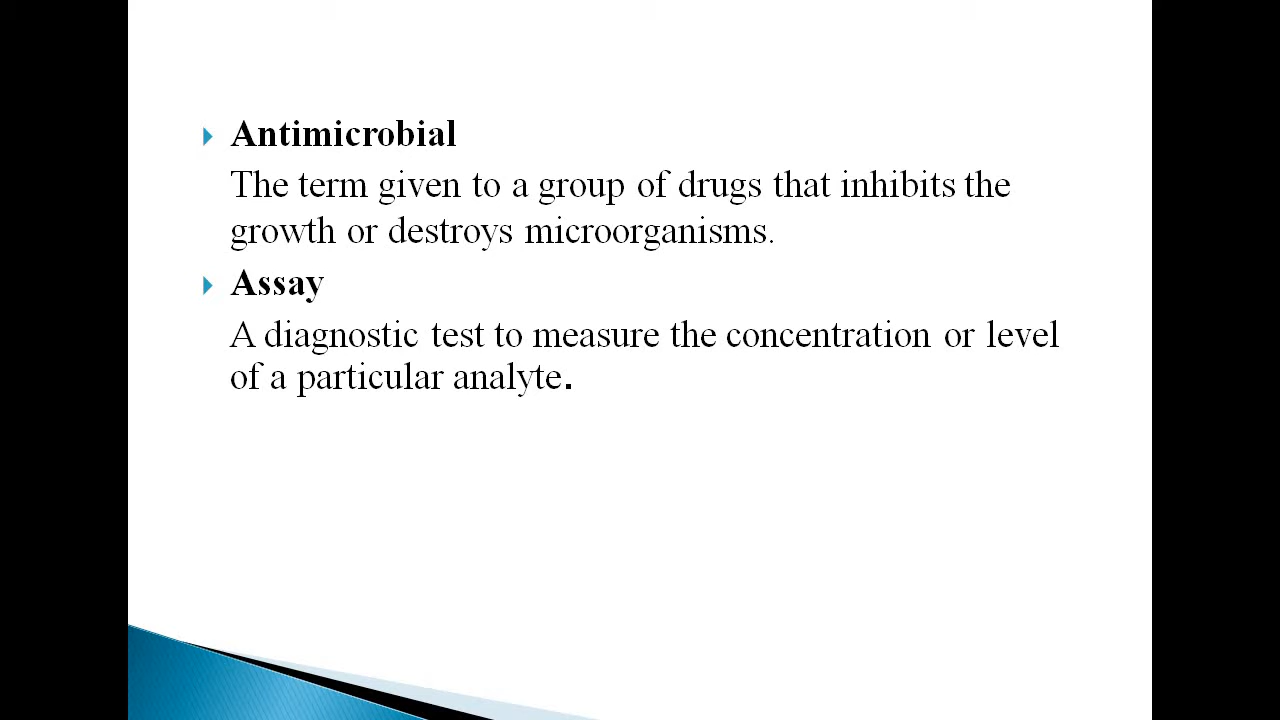 Antimicrobial
The term given to a group of drugs that inhibits the
growth or destroys microorganisms.
Assay
A diagnostic test to measure the concentration or level
of a particular analyte.